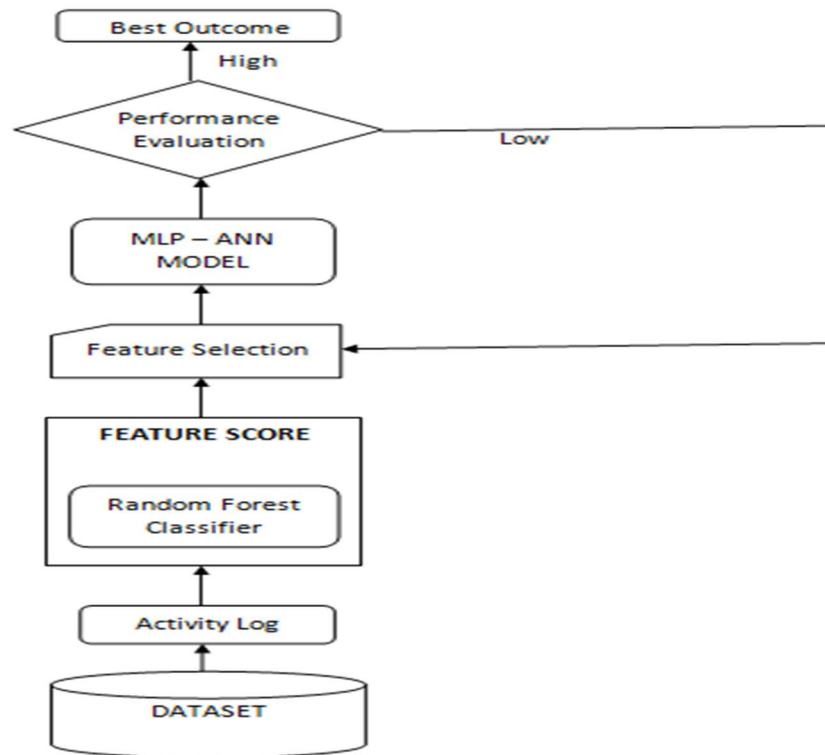 Best Outcome
High
Performance
Evaluation
Low
MLP – ANN
MODEL
Feature Selection
FEATURE SCORE
Random Forest
Classifier
Activity Log
DATASET